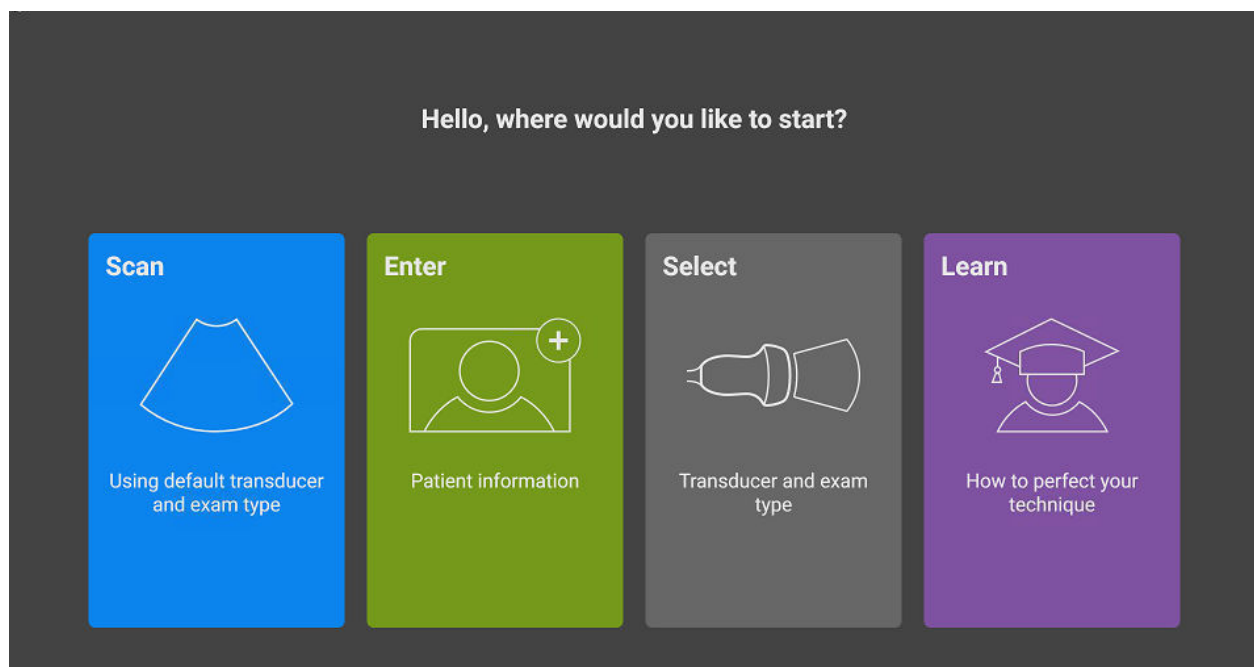 Hello, where would you like to start?
Scan
Using default transducer
and exam type
Enter
Patient information
Select
Transducer and exam
type
Learn
How to perfect your
technique